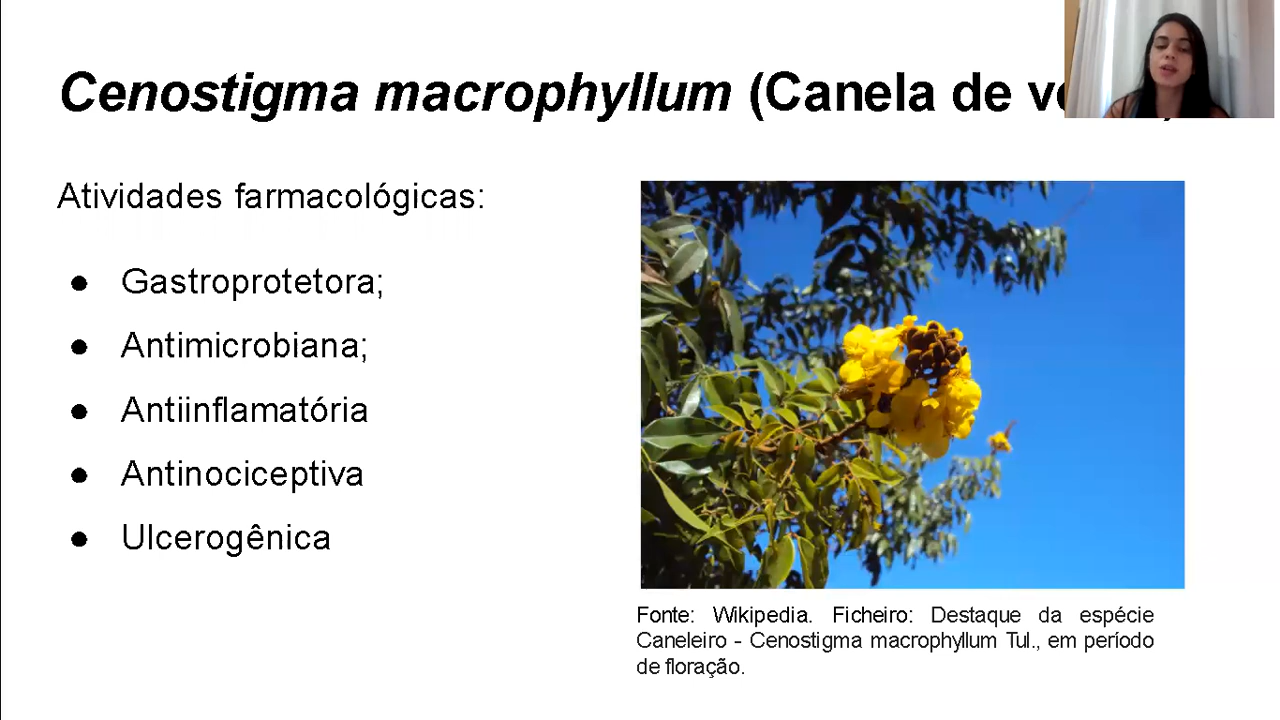 Cenostigma macrophyllum (Canela de
Atividades farmacológicas:
● Gastroprotetora;
● Antimicrobiana;
● Antiinflamatória
● Antinociceptiva
● Ulcerogênica
Fonte: Wikipedia. Ficheiro: Destaque da espécie
Caneleiro - Cenostigma macrophyllum Tul., em período
de floração.